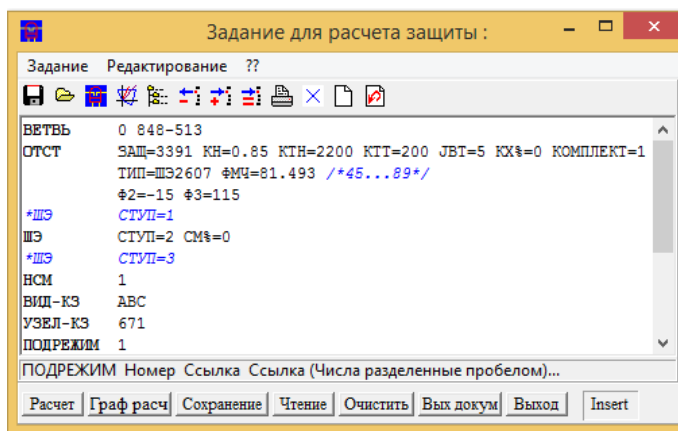 Задание для расчета защиты :
Задание Редактирование ??
ВЕТВЬ 0 848-513
ОТСТ ЗАЩ=3391 КН=0.85 КТН=2200 КТТ=200 JВТ=5 КХ%=0 КОМПЛЕКТ=1
ТИП=ШЭ2607 ФМЧ=81.493 /*45...89*/
Ф2=-15 Ф3=115
*ШЭ СТУП=1
ШЭ СТУП=2 СМ%=0
*ШЭ СТУП=3
НСМ 1
ВИД-КЗ АВС
УЗЕЛ-КЗ 671
ПОДРЕЖИМ 1
ПОДРЕЖИМ Номер Ссылка Ссылка (Числа разделенные пробелом)...
Расчет Граф расч Сохранение Чтение Очистить Вых докум Выход Insert